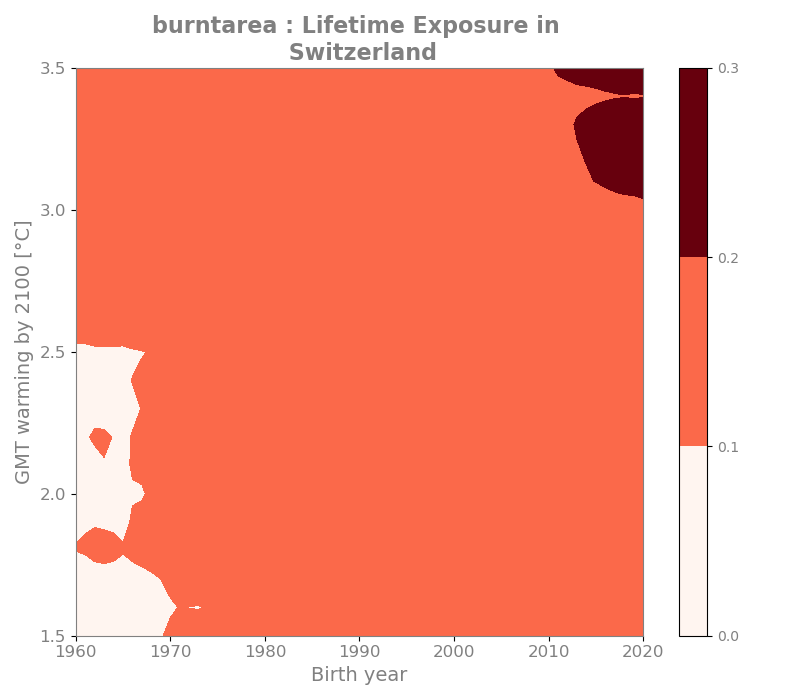 burntarea : Lifetime Exposure in
Switzerland
3.5
3.0
2.5
2.0
1.5
GMT warming by 2100 [°C]
1960 1970 1980 1990 2000 2010 2020
Birth year
0.3
0.2
0.1
0.0